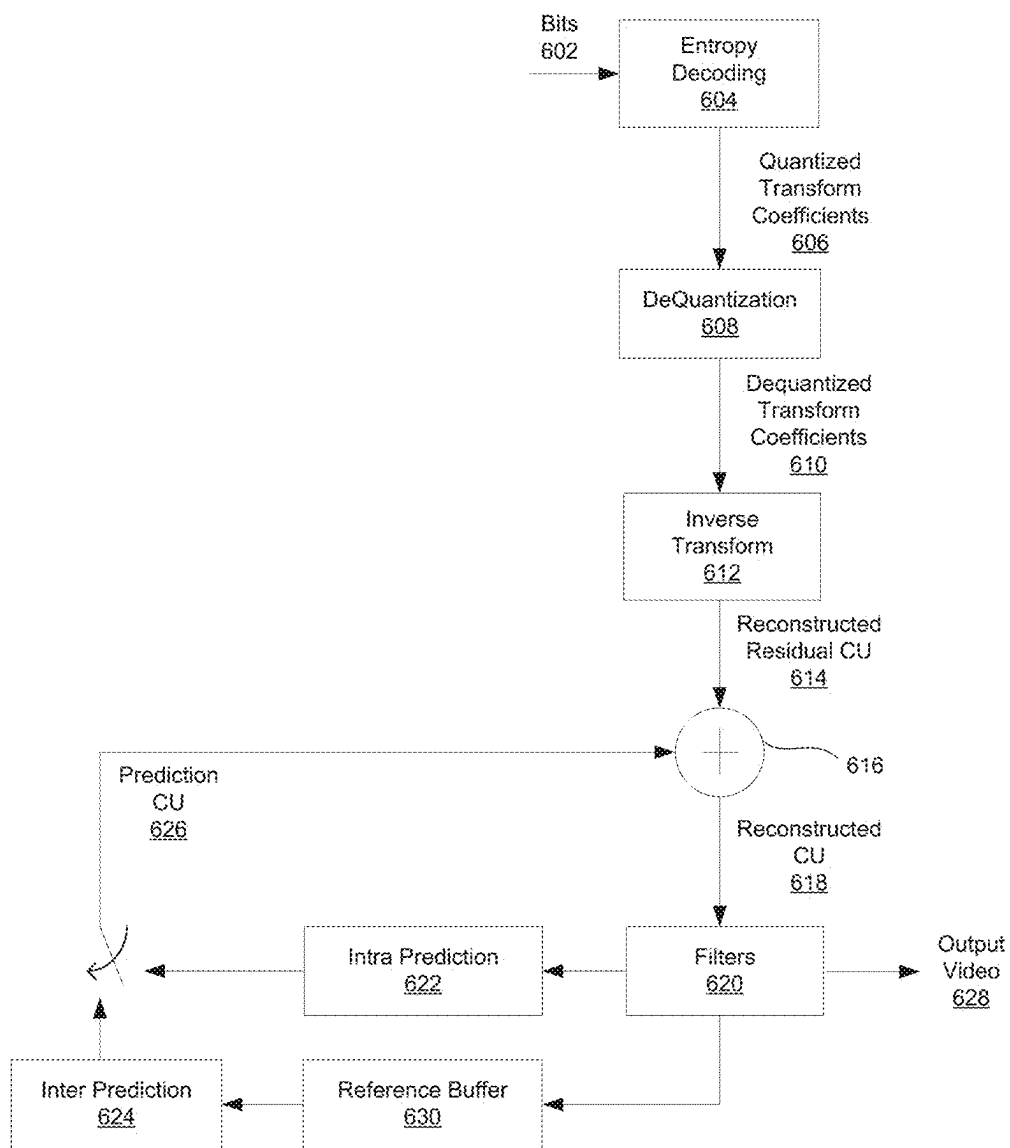 Bits
602
Entropy
Decoding
604
Quantized
Transform
Coefficients
606
DeQuantization
608
Dequantized
Transform
Coefficients
610
Inverse
Transform
612
Reconstructed
Residual CU
614
616
Prediction
CU
626
Reconstructed
CU
618
Intra Prediction
622
Filters
620
Output
Video
628
Inter Prediction
624
Reference Buffer
630